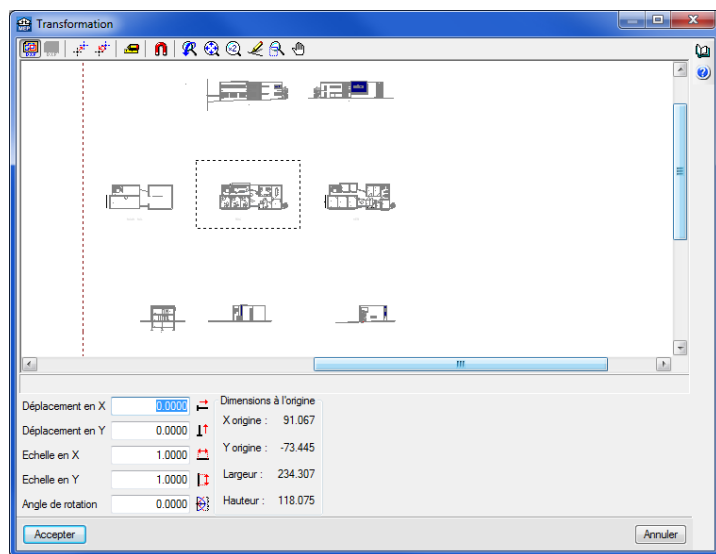 Transformation
Déplacement en X 0.0000
Déplacement en Y 0.0000
Echelle en X 1.0000
Echelle en Y 1.0000
Angle de rotation 0.0000
Dimensions à l'origine
X origine : 91.067
Y origine : -73.445
Largeur : 234.307
Hauteur : 118.075
Accepter
Annuler